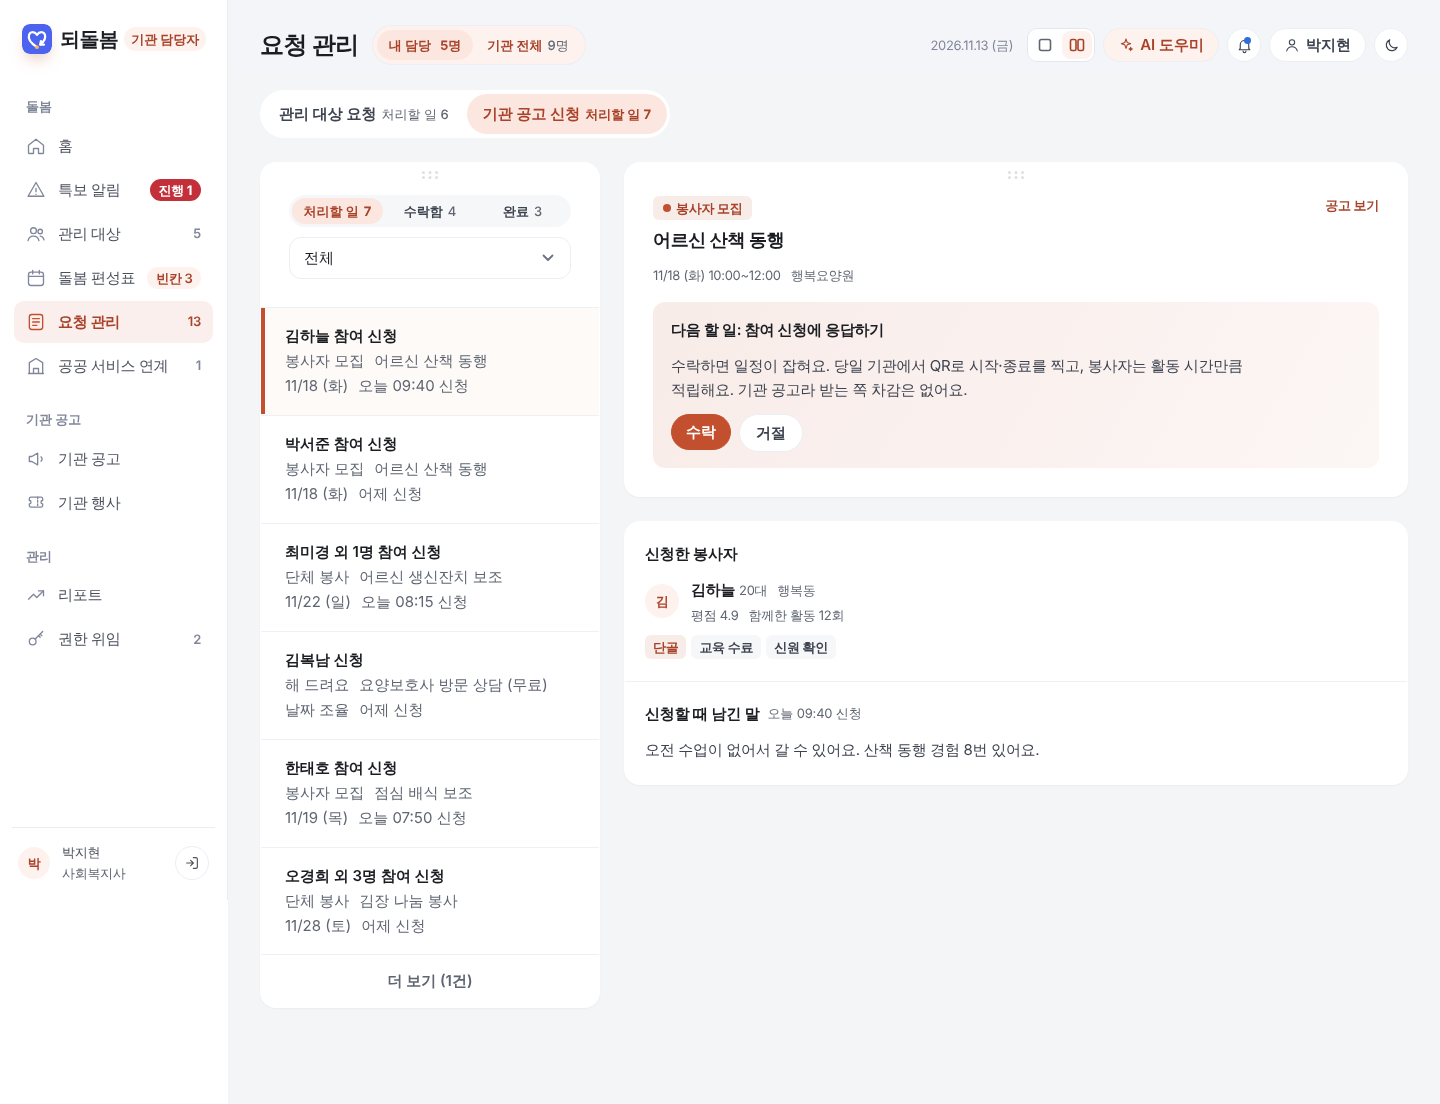 되돌봄 기관 담당자
돌봄
홈
특보 알림 진행 1
관리 대상 5
돌봄 편성표 빈칸 3
요청 관리 13
공공 서비스 연계 1
기관 공고
기관 공고
기관 행사
관리
리포트
권한 위임 2
박 박지현
사회복지사
요청 관리 내 담당 5명 기관 전체 9명
2026.11.13 (금) AI 도우미 박지현
관리 대상 요청 처리할 일 6 기관 공고 신청 처리할 일 7
처리할 일 7 수락함 4 완료 3
전체
김하늘 참여 신청
봉사자 모집 어르신 산책 동행
11/18 (화) 오늘 09:40 신청
박서준 참여 신청
봉사자 모집 어르신 산책 동행
11/18 (화) 어제 신청
최미경 외 1명 참여 신청
단체 봉사 어르신 생신잔치 보조
11/22 (일) 오늘 08:15 신청
김복남 신청
해 드려요 요양보호사 방문 상담 (무료)
날짜 조율 어제 신청
한태호 참여 신청
봉사자 모집 점심 배식 보조
11/19 (목) 오늘 07:50 신청
오경희 외 3명 참여 신청
단체 봉사 김장 나눔 봉사
11/28 (토) 어제 신청
더 보기 (1건)
봉사자 모집 공고 보기
어르신 산책 동행
11/18 (화) 10:00~12:00 행복요양원
다음 할 일: 참여 신청에 응답하기
수락하면 일정이 잡혀요. 당일 기관에서 QR로 시작·종료를 찍고, 봉사자는 활동 시간만큼
적립해요. 기관 공고라 받는 쪽 차감은 없어요.
수락 거절
신청한 봉사자
김 김하늘 20대 행복동
평점 4.9 함께한 활동 12회
단골 교육 수료 신원 확인
신청할 때 남긴 말 오늘 09:40 신청
오전 수업이 없어서 갈 수 있어요. 산책 동행 경험 8번 있어요.